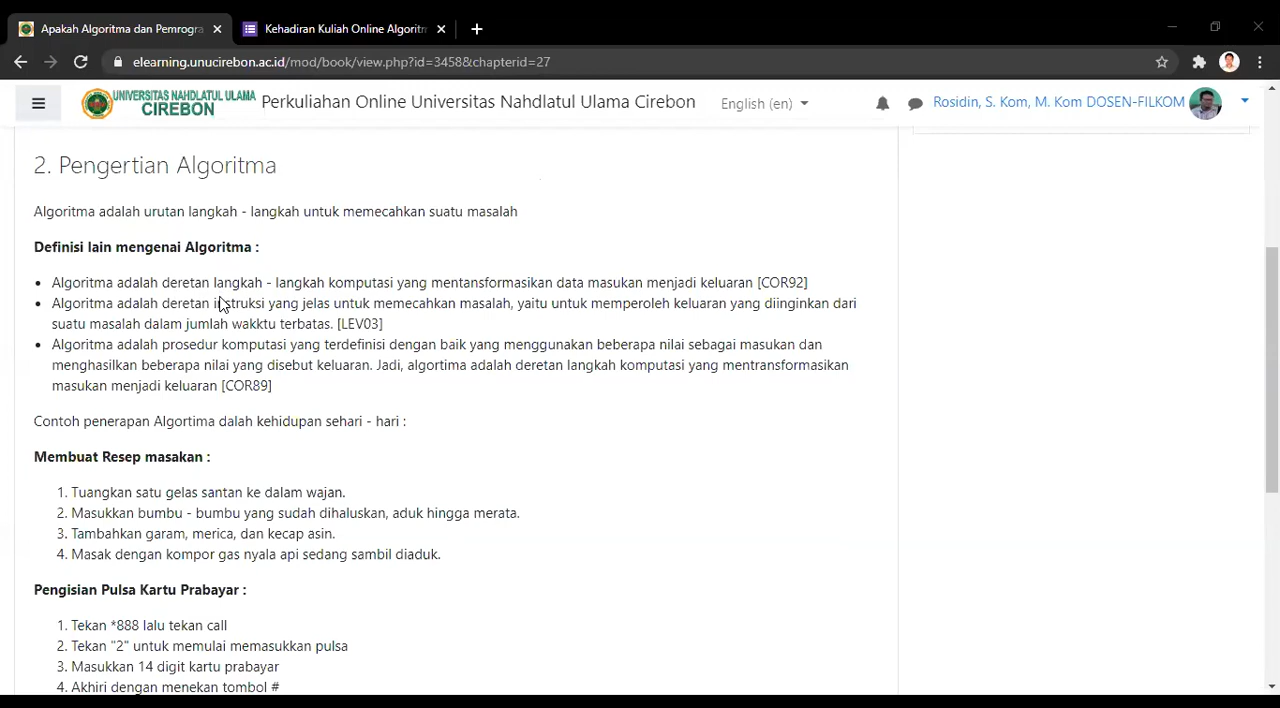 Apakah Algoritma dan Pemrogra
Kehadiran Kuliah Online Algoritm
elearning.unucirebon.ac.id/mod/book/view.php?id=3458&chapterid=27
UNIVERSITAS NAHDLATUL ULAMA
CIREBON
Perkuliahan Online Universitas Nahdlatul Ulama Cirebon
English (en)
Rosidin, S. Kom, M. Kom DOSEN-FILKOM
2. Pengertian Algoritma
Algoritma adalah urutan langkah - langkah untuk memecahkan suatu masalah
Definisi lain mengenai Algoritma :
Algoritma adalah deretan langkah - langkah komputasi yang mentansformasikan data masukan menjadi keluaran [COR92]
Algoritma adalah deretan instruksi yang jelas untuk memecahkan masalah, yaitu untuk memperoleh keluaran yang diinginkan dari
suatu masalah dalam jumlah wakktu terbatas. [LEV03]
Algoritma adalah prosedur komputasi yang terdefinisi dengan baik yang menggunakan beberapa nilai sebagai masukan dan
menghasilkan beberapa nilai yang disebut keluaran. Jadi, algortima adalah deretan langkah komputasi yang mentransformasikan
masukan menjadi keluaran [COR89]
Contoh penerapan Algortima dalah kehidupan sehari - hari :
Membuat Resep masakan :
1. Tuangkan satu gelas santan ke dalam wajan.
2. Masukkan bumbu - bumbu yang sudah dihaluskan, aduk hingga merata.
3. Tambahkan garam, merica, dan kecap asin.
4. Masak dengan kompor gas nyala api sedang sambil diaduk.
Pengisian Pulsa Kartu Prabayar :
1. Tekan *888 lalu tekan call
2. Tekan "2" untuk memulai memasukkan pulsa
3. Masukkan 14 digit kartu prabayar
4. Akhiri dengan menekan tombol #